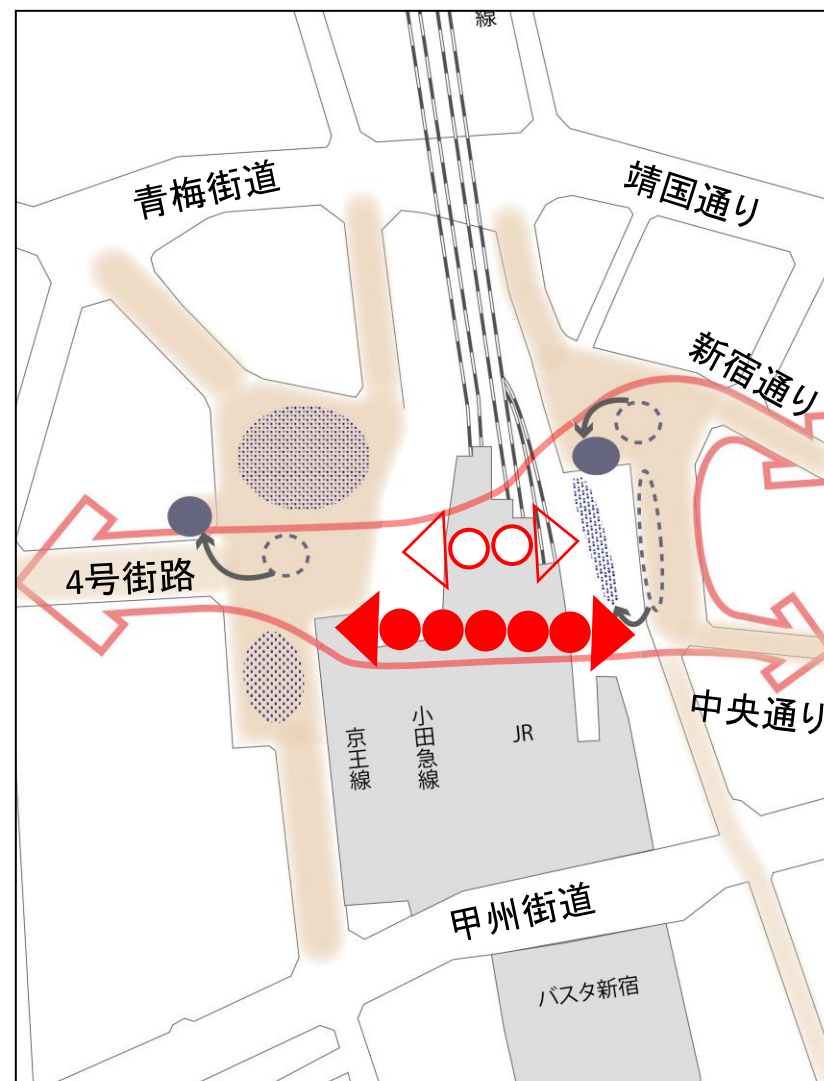 線
青梅街道
靖国通り
新宿通り
4号街路
中央通り
京王線
小田急線
JR
甲州街道
バスタ新宿